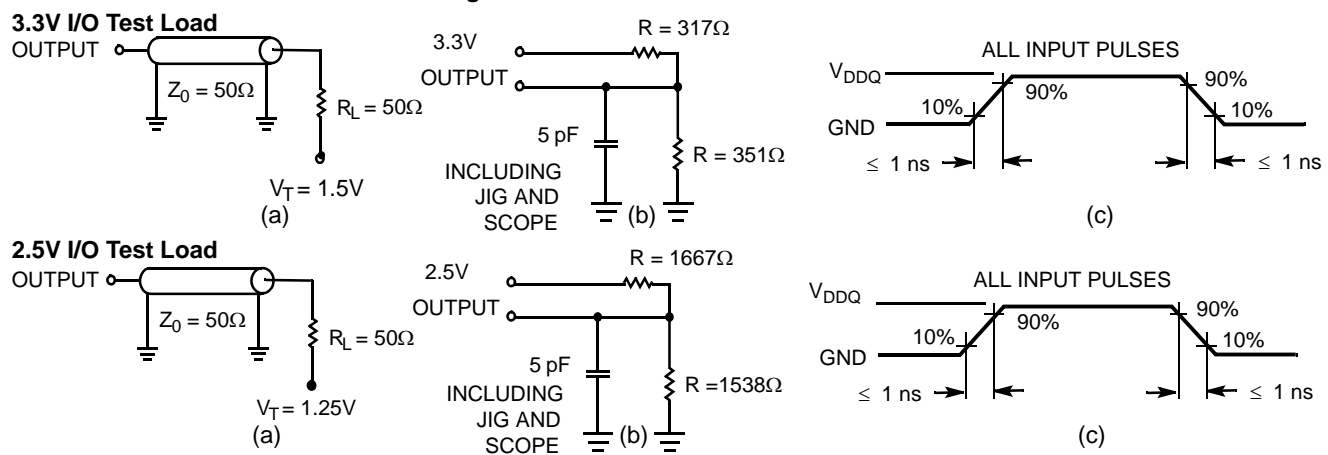 3.3V I/O Test Load
OUTPUT
Z0 = 50Ω
RL = 50Ω
VT = 1.5V
(a)
3.3V
R = 317Ω
OUTPUT
5 pF
R = 351Ω
INCLUDING
JIG AND
SCOPE
(b)
ALL INPUT PULSES
VDDQ
90%
90%
10%
10%
GND
≤ 1 ns
≤ 1 ns
(c)
2.5V I/O Test Load
OUTPUT
Z0 = 50Ω
RL = 50Ω
VT = 1.25V
(a)
2.5V
R = 1667Ω
OUTPUT
5 pF
R =1538Ω
INCLUDING
JIG AND
SCOPE
(b)
ALL INPUT PULSES
VDDQ
90%
90%
10%
10%
GND
≤ 1 ns
≤ 1 ns
(c)